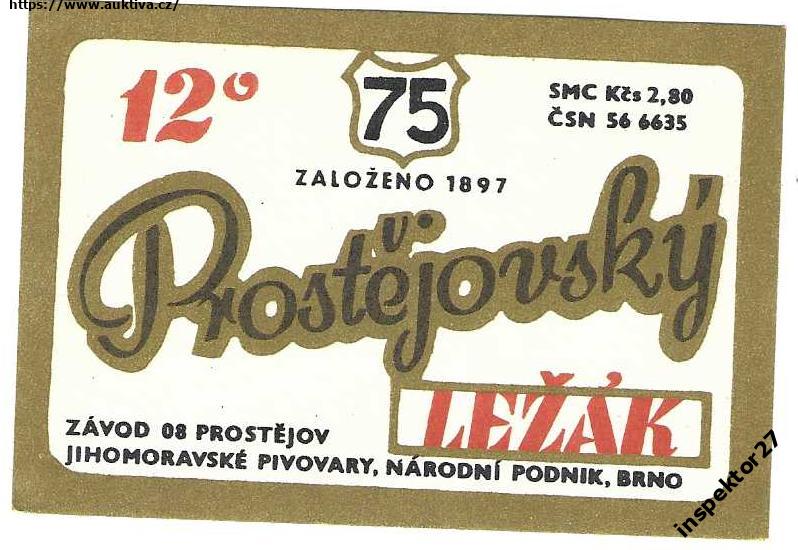 https://www.auktiva.cz/
12°
75
SMC Kčs 2,80
ČSN 56 6635
ZALOŽENO 1897
Prostějovský
LEŽÁK
ZÁVOD 08 PROSTĚJOV
JIHOMORAVSKÉ PIVOVARY, NÁRODNÍ PODNIK, BRNO
inspektor27